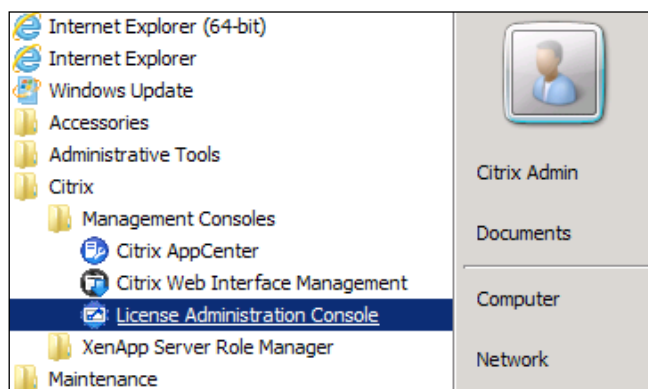 Internet Explorer (64-bit)
Internet Explorer
Windows Update
Accessories
Administrative Tools
Citrix
Management Consoles
Citrix AppCenter
Citrix Web Interface Management
License Administration Console
XenApp Server Role Manager
Maintenance
Citrix Admin
Documents
Computer
Network